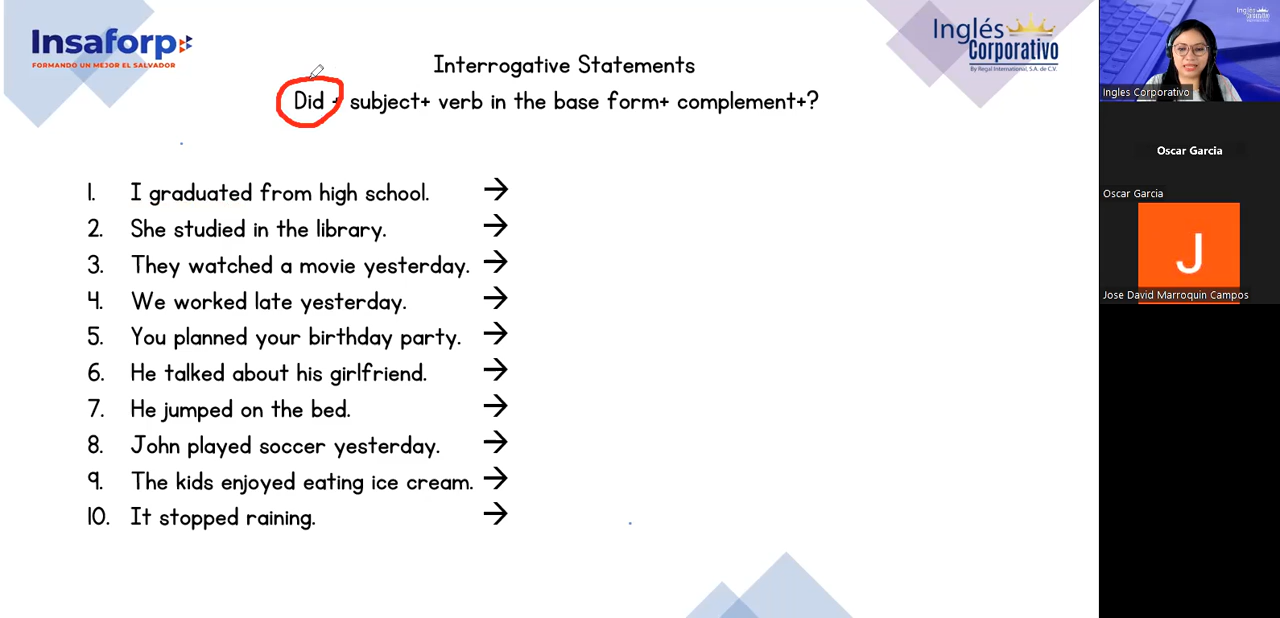 Insaforp
FORMANDO UN MEJOR EL SALVADOR
Inglés
Corporativo
By Regal International, S.A. de C.V.
Interrogative Statements
Did + subject+ verb in the base form+ complement+?
1. I graduated from high school. →
2. She studied in the library. →
3. They watched a movie yesterday. →
4. We worked late yesterday. →
5. You planned your birthday party. →
6. He talked about his girlfriend. →
7. He jumped on the bed. →
8. John played soccer yesterday. →
9. The kids enjoyed eating ice cream. →
10. It stopped raining. →
Inglés
Ingles Corporativo
Oscar Garcia
Oscar Garcia
J
Jose David Marroquin Campos